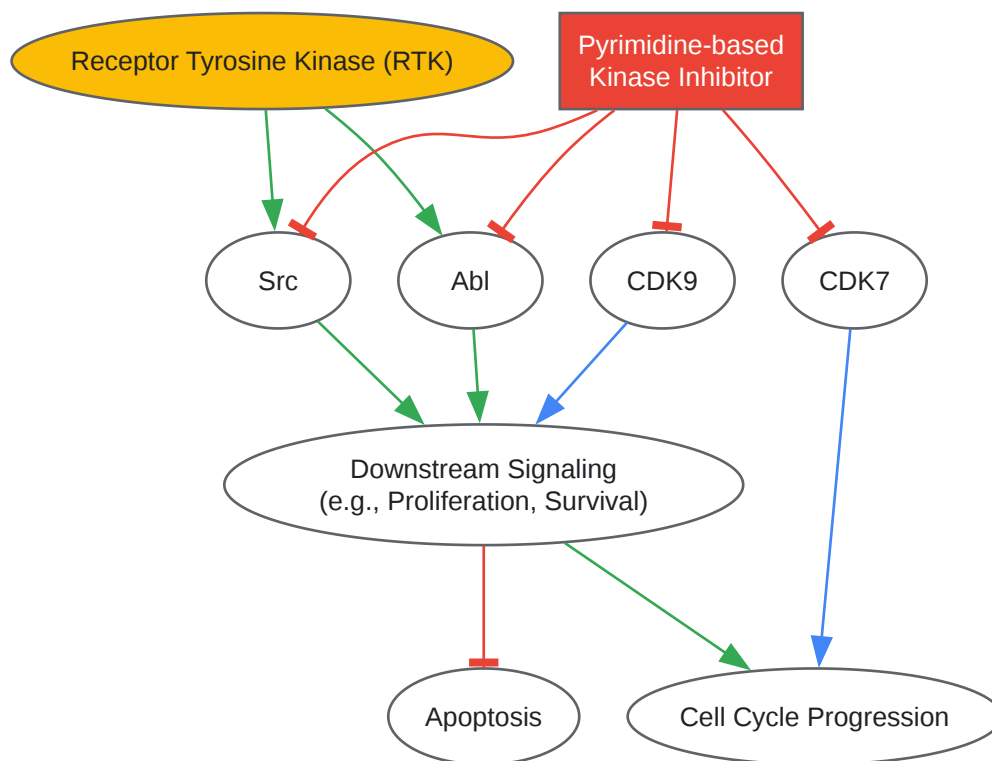 Receptor Tyrosine Kinase (RTK)
Pyrimidine-based
Kinase Inhibitor
Src
Abl
CDK9
CDK7
Downstream Signaling
(e.g., Proliferation, Survival)
Apoptosis
Cell Cycle Progression